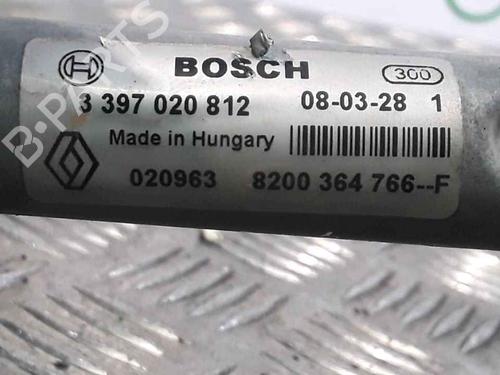 BOSCH 300
3 397 020 812 08-03-28 1
Made in Hungary
020963 8200 364 766--F
B-PARTS